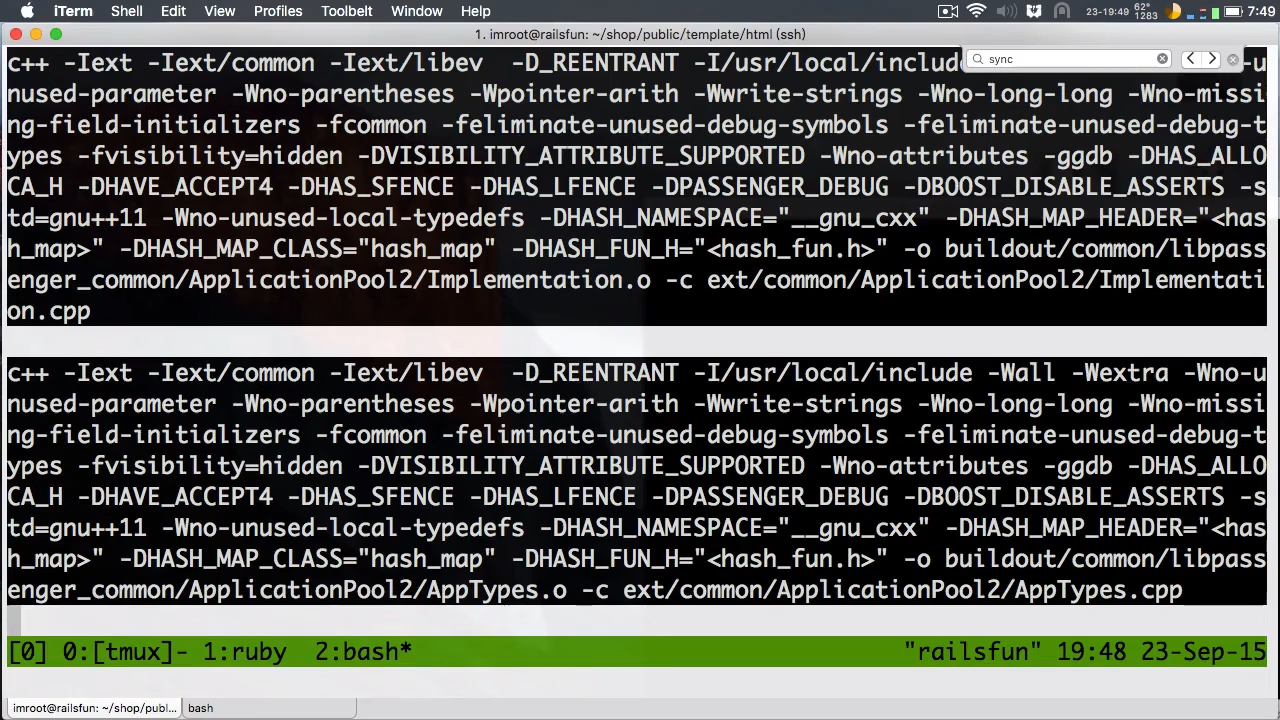 iTerm Shell Edit View Profiles Toolbelt Window Help 23-19:49 62° 1283 7:49
1. imroot@railsfun: ~/shop/public/template/html (ssh)
sync
c++ -Iext -Iext/common -Iext/libev  -D_REENTRANT -I/usr/local/include -u
nused-parameter -Wno-parentheses -Wpointer-arith -Wwrite-strings -Wno-long-long -Wno-missi
ng-field-initializers -fcommon -feliminate-unused-debug-symbols -feliminate-unused-debug-t
ypes -fvisibility=hidden -DVISIBILITY_ATTRIBUTE_SUPPORTED -Wno-attributes -ggdb -DHAS_ALLO
CA_H -DHAVE_ACCEPT4 -DHAS_SFENCE -DHAS_LFENCE -DPASSENGER_DEBUG -DBOOST_DISABLE_ASSERTS -s
td=gnu++11 -Wno-unused-local-typedefs -DHASH_NAMESPACE="__gnu_cxx" -DHASH_MAP_HEADER="<has
h_map>" -DHASH_MAP_CLASS="hash_map" -DHASH_FUN_H="<hash_fun.h>" -o buildout/common/libpass
enger_common/ApplicationPool2/Implementation.o -c ext/common/ApplicationPool2/Implementati
on.cpp
c++ -Iext -Iext/common -Iext/libev  -D_REENTRANT -I/usr/local/include -Wall -Wextra -Wno-u
nused-parameter -Wno-parentheses -Wpointer-arith -Wwrite-strings -Wno-long-long -Wno-missi
ng-field-initializers -fcommon -feliminate-unused-debug-symbols -feliminate-unused-debug-t
ypes -fvisibility=hidden -DVISIBILITY_ATTRIBUTE_SUPPORTED -Wno-attributes -ggdb -DHAS_ALLO
CA_H -DHAVE_ACCEPT4 -DHAS_SFENCE -DHAS_LFENCE -DPASSENGER_DEBUG -DBOOST_DISABLE_ASSERTS -s
td=gnu++11 -Wno-unused-local-typedefs -DHASH_NAMESPACE="__gnu_cxx" -DHASH_MAP_HEADER="<has
h_map>" -DHASH_MAP_CLASS="hash_map" -DHASH_FUN_H="<hash_fun.h>" -o buildout/common/libpass
enger_common/ApplicationPool2/AppTypes.o -c ext/common/ApplicationPool2/AppTypes.cpp
[0] 0:[tmux]- 1:ruby  2:bash* "railsfun" 19:48 23-Sep-15
imroot@railsfun: ~/shop/publ... bash